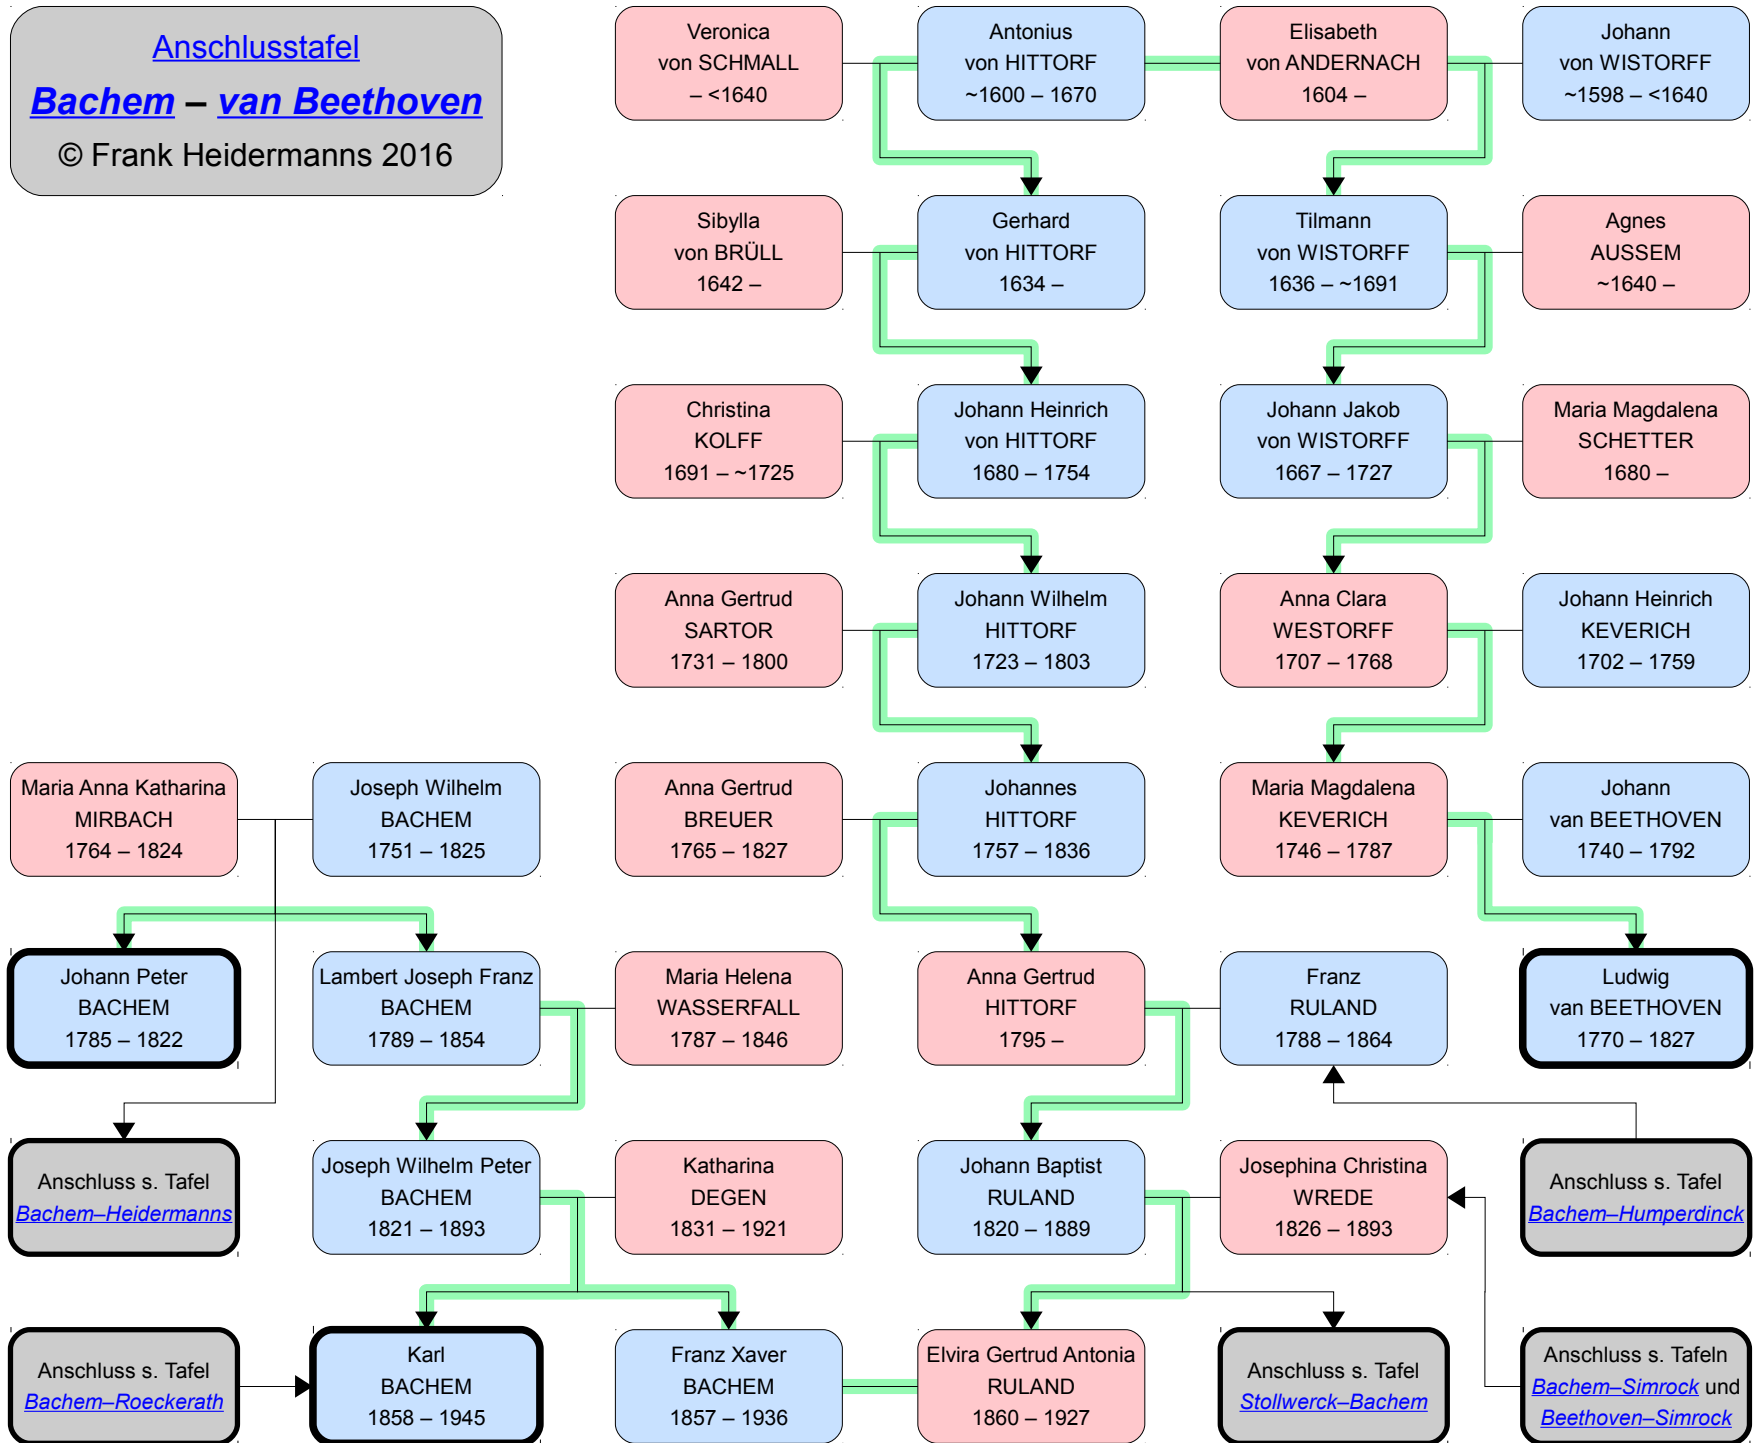 Anschlusstafel
Bachem – van Beethoven
© Frank Heidermanns 2016
Veronica
von SCHMALL
– <1640
Antonius
von HITTORF
~1600 – 1670
Elisabeth
von ANDERNACH
1604 –
Johann
von WISTORFF
~1598 – <1640
Sibylla
von BRÜLL
1642 –
Gerhard
von HITTORF
1634 –
Tilmann
von WISTORFF
1636 – ~1691
Agnes
AUSSEM
~1640 –
Christina
KOLFF
1691 – ~1725
Johann Heinrich
von HITTORF
1680 – 1754
Johann Jakob
von WISTORFF
1667 – 1727
Maria Magdalena
SCHETTER
1680 –
Anna Gertrud
SARTOR
1731 – 1800
Johann Wilhelm
HITTORF
1723 – 1803
Anna Clara
WESTORFF
1707 – 1768
Johann Heinrich
KEVERICH
1702 – 1759
Maria Anna Katharina
MIRBACH
1764 – 1824
Joseph Wilhelm
BACHEM
1751 – 1825
Anna Gertrud
BREUER
1765 – 1827
Johannes
HITTORF
1757 – 1836
Maria Magdalena
KEVERICH
1746 – 1787
Johann
van BEETHOVEN
1740 – 1792
Johann Peter
BACHEM
1785 – 1822
Lambert Joseph Franz
BACHEM
1789 – 1854
Maria Helena
WASSERFALL
1787 – 1846
Anna Gertrud
HITTORF
1795 –
Franz
RULAND
1788 – 1864
Ludwig
van BEETHOVEN
1770 – 1827
Anschluss s. Tafel
Bachem–Heidermanns
Joseph Wilhelm Peter
BACHEM
1821 – 1893
Katharina
DEGEN
1831 – 1921
Johann Baptist
RULAND
1820 – 1889
Josephina Christina
WREDE
1826 – 1893
Anschluss s. Tafel
Bachem–Humperdinck
Anschluss s. Tafel
Bachem–Roeckerath
Karl
BACHEM
1858 – 1945
Franz Xaver
BACHEM
1857 – 1936
Elvira Gertrud Antonia
RULAND
1860 – 1927
Anschluss s. Tafel
Stollwerck–Bachem
Anschluss s. Tafeln
Bachem–Simrock und
Beethoven–Simrock